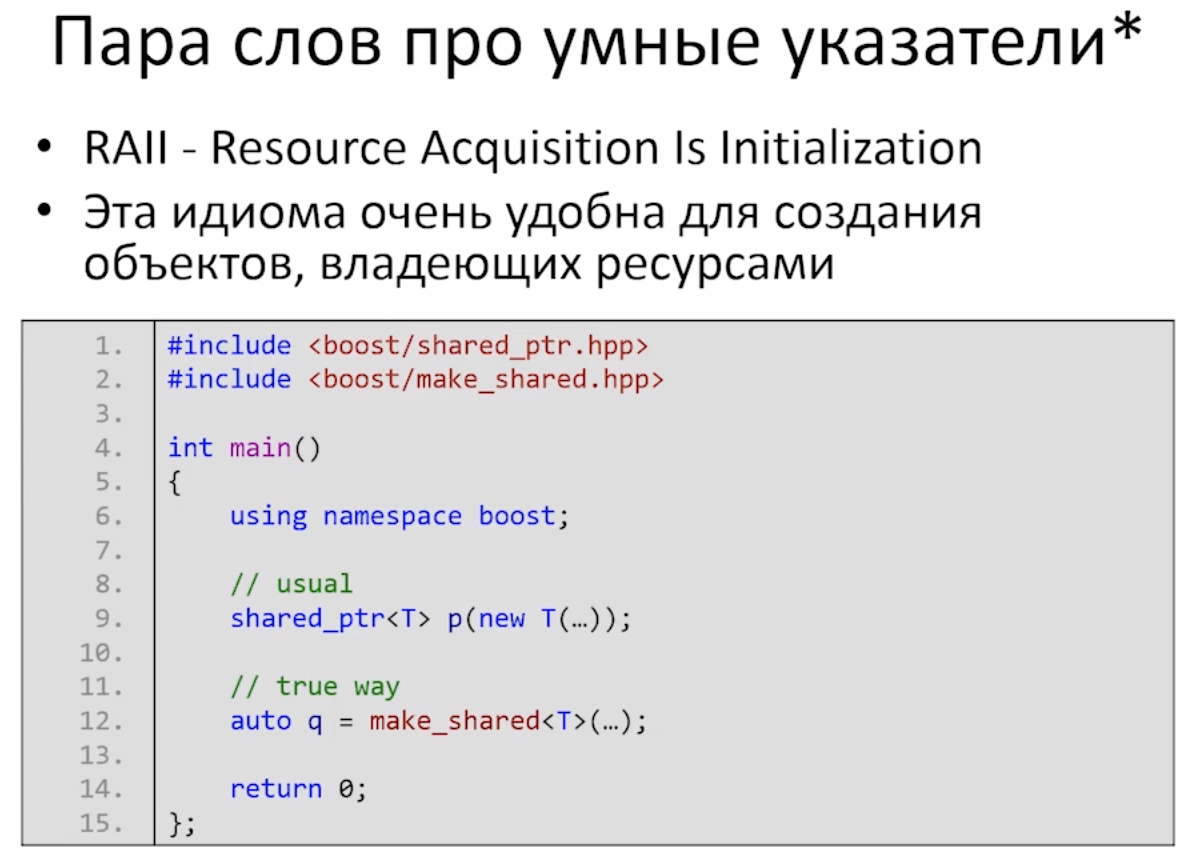 Пара слов про умные указатели*
• RAII - Resource Acquisition Is Initialization
• Эта идиома очень удобна для создания
объектов, владеющих ресурсами
1. #include <boost/shared_ptr.hpp>
2. #include <boost/make_shared.hpp>
3.
4. int main()
5. {
6.     using namespace boost;
7.
8.     // usual
9.     shared_ptr<T> p(new T(…));
10.
11.     // true way
12.     auto q = make_shared<T>(…);
13.
14.     return 0;
15. };